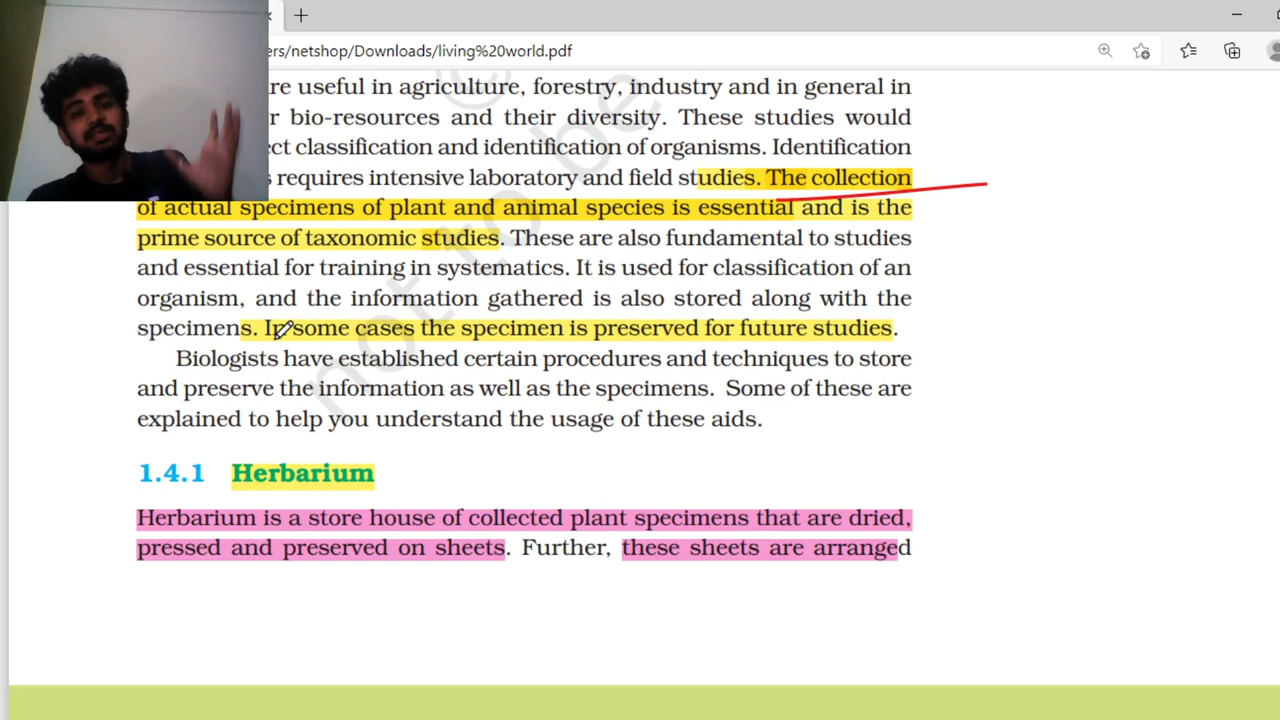 ers/netshop/Downloads/living%20world.pdf
re useful in agriculture, forestry, industry and in general in
r bio-resources and their diversity. These studies would
ct classification and identification of organisms. Identification
s requires intensive laboratory and field studies. The collection
of actual specimens of plant and animal species is essential and is the
prime source of taxonomic studies. These are also fundamental to studies
and essential for training in systematics. It is used for classification of an
organism, and the information gathered is also stored along with the
specimens. In some cases the specimen is preserved for future studies.
Biologists have established certain procedures and techniques to store
and preserve the information as well as the specimens. Some of these are
explained to help you understand the usage of these aids.
1.4.1 Herbarium
Herbarium is a store house of collected plant specimens that are dried,
pressed and preserved on sheets. Further, these sheets are arranged
© not to be